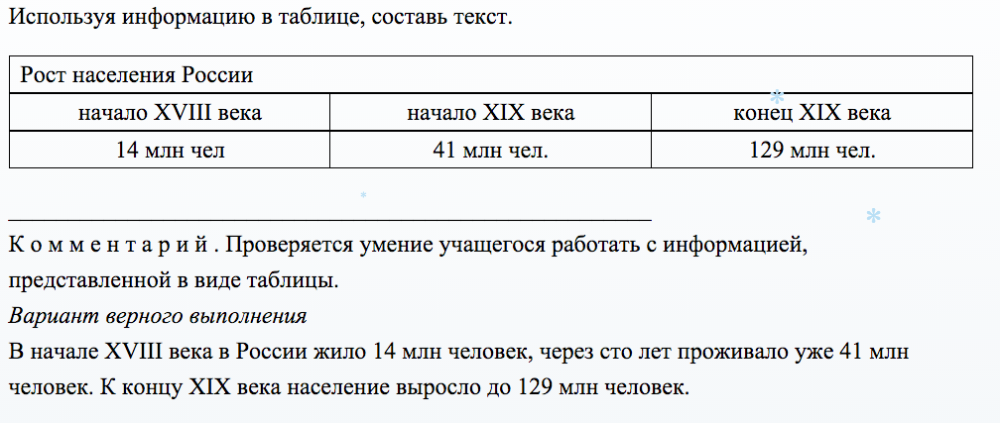 Используя информацию в таблице, составь текст.
Рост населения России
начало XVIII века начало XIX века конец XIX века
14 млн чел 41 млн чел. 129 млн чел.
К о м м е н т а р и й . Проверяется умение учащегося работать с информацией,
представленной в виде таблицы.
Вариант верного выполнения
В начале XVIII века в России жило 14 млн человек, через сто лет проживало уже 41 млн
человек. К концу XIX века население выросло до 129 млн человек.